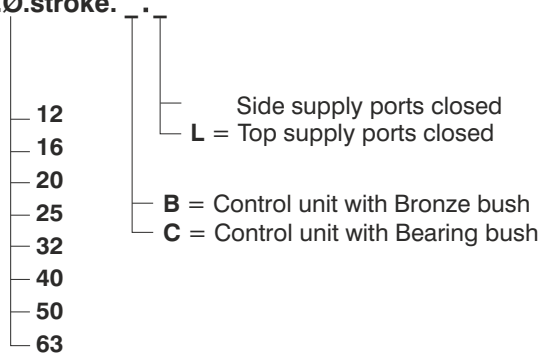 .Ø.stroke. _ . _
12
16
20
25
32
40
50
63
Side supply ports closed
L = Top supply ports closed
B = Control unit with Bronze bush
C = Control unit with Bearing bush